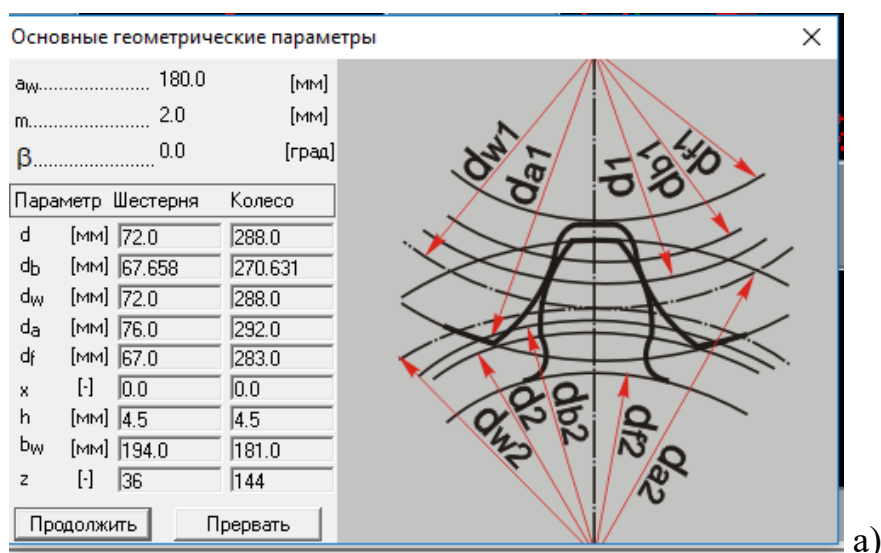 Основные геометрические параметры
aw...................... 180.0 [мм]
m...................... 2.0 [мм]
β...................... 0.0 [град]
Параметр Шестерня Колесо
d [мм] 72.0 288.0
db [мм] 67.658 270.631
dw [мм] 72.0 288.0
da [мм] 76.0 292.0
df [мм] 67.0 283.0
x [-] 0.0 0.0
h [мм] 4.5 4.5
bw [мм] 194.0 181.0
z [-] 36 144
Продолжить Прервать
dw1
da1
d1
db1
df1
dw2
d2
db2
df2
da2
а)